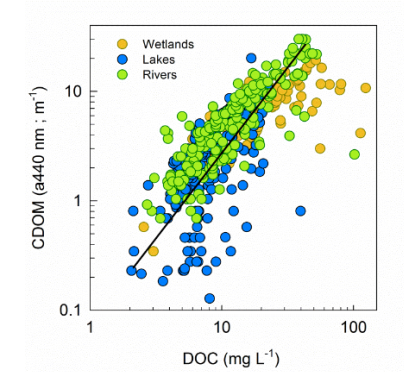 Wetlands
Lakes
Rivers
10
1
0.1
CDOM (a440 nm ; m⁻¹)
1 10 100
DOC (mg L⁻¹)